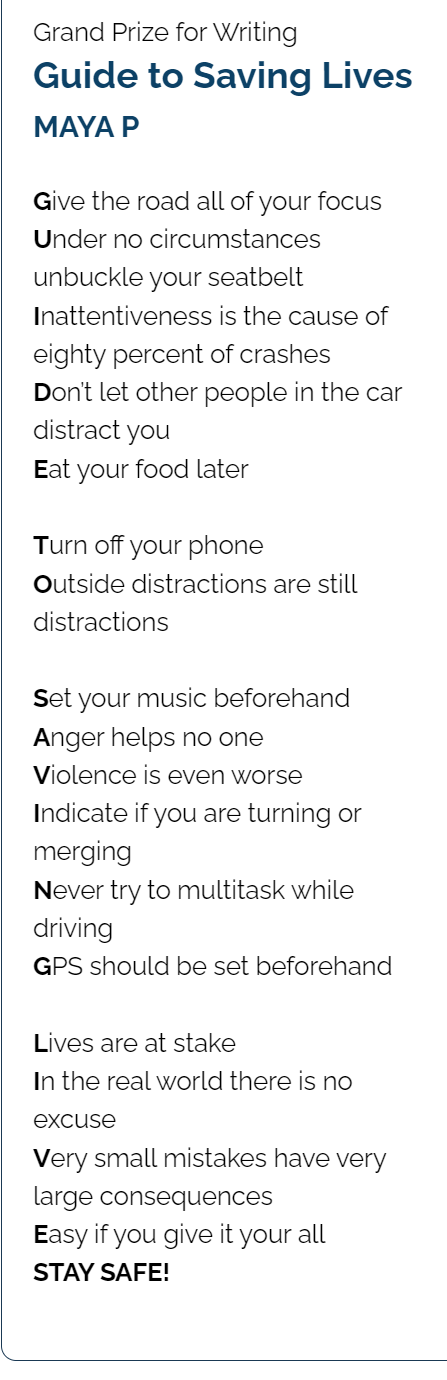 Grand Prize for Writing
Guide to Saving Lives
MAYA P
Give the road all of your focus
Under no circumstances
unbuckle your seatbelt
Inattentiveness is the cause of
eighty percent of crashes
Don't let other people in the car
distract you
Eat your food later
Turn off your phone
Outside distractions are still
distractions
Set your music beforehand
Anger helps no one
Violence is even worse
Indicate if you are turning or
merging
Never try to multitask while
driving
GPS should be set beforehand
Lives are at stake
In the real world there is no
excuse
Very small mistakes have very
large consequences
Easy if you give it your all
STAY SAFE!